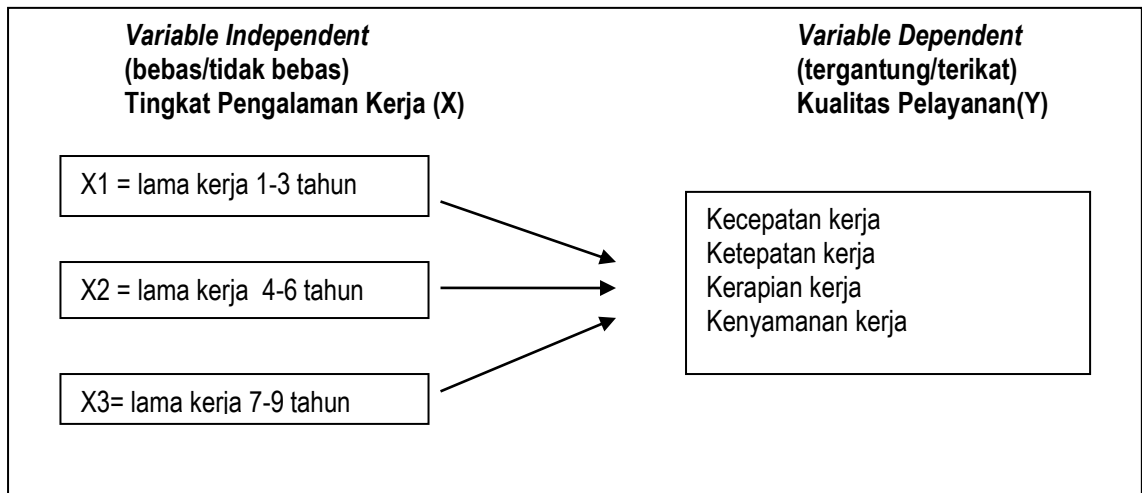 Variable Independent
(bebas/tidak bebas)
Tingkat Pengalaman Kerja (X)
Variable Dependent
(tergantung/terikat)
Kualitas Pelayanan(Y)
X1 = lama kerja 1-3 tahun
X2 = lama kerja  4-6 tahun
X3= lama kerja 7-9 tahun
Kecepatan kerja
Ketepatan kerja
Kerapian kerja
Kenyamanan kerja